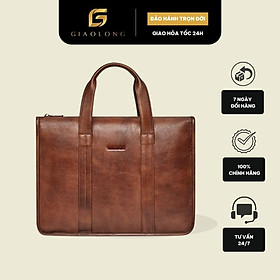 GIAOLONG
BẢO HÀNH TRỌN ĐỜI
GIAO HỎA TỐC 24H
7 NGÀY
ĐỔI HÀNG
100%
CHÍNH HÃNG
TƯ VẤN
24/7